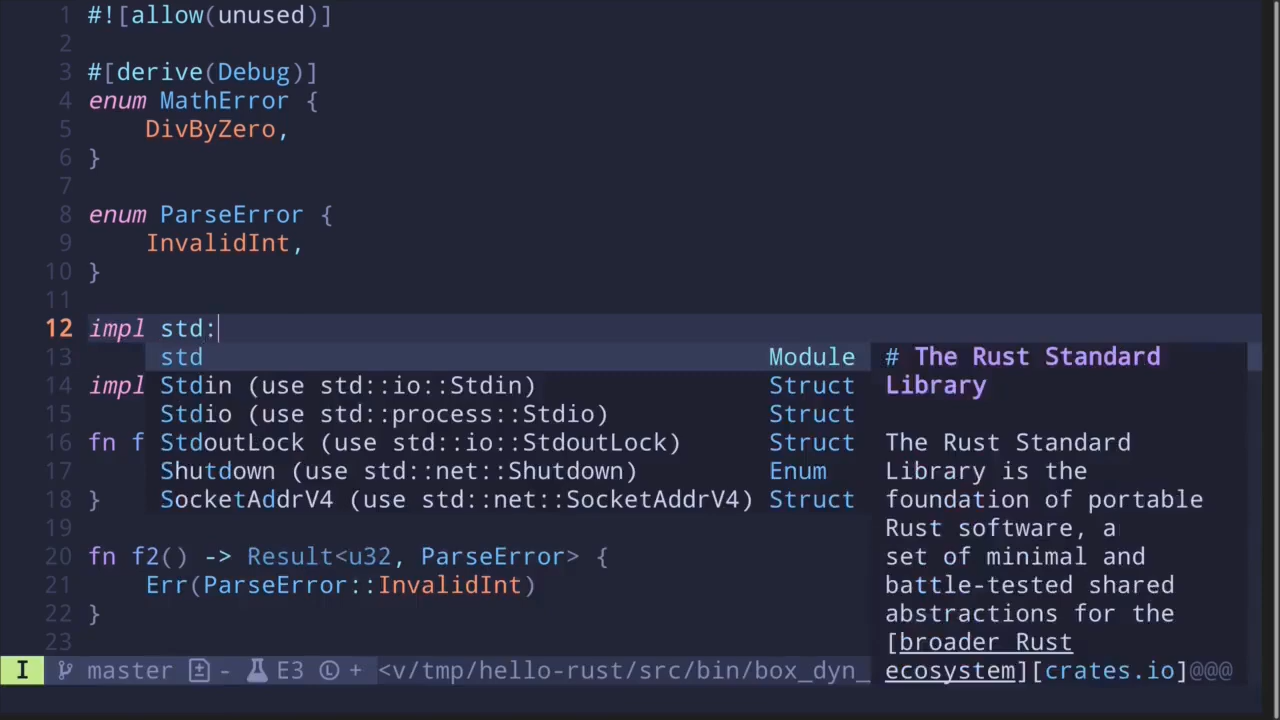 1 #![allow(unused)]
2
3 #[derive(Debug)]
4 enum MathError {
5     DivByZero,
6 }
7
8 enum ParseError {
9     InvalidInt,
10 }
11
12 impl std:
13     std Module
14 impl Stdin (use std::io::Stdin) Struct
15     Stdio (use std::process::Stdio) Struct
16 fn f StdoutLock (use std::io::StdoutLock) Struct
17     Shutdown (use std::net::Shutdown) Enum
18 } SocketAddrV4 (use std::net::SocketAddrV4) Struct
19
20 fn f2() -> Result<u32, ParseError> {
21     Err(ParseError::InvalidInt)
22 }
23
# The Rust Standard
Library
The Rust Standard
Library is the
foundation of portable
Rust software, a
set of minimal and
battle-tested shared
abstractions for the
[broader Rust
ecosystem][crates.io]@@@
I master - E3 L + <v/tmp/hello-rust/src/bin/box_dyn_